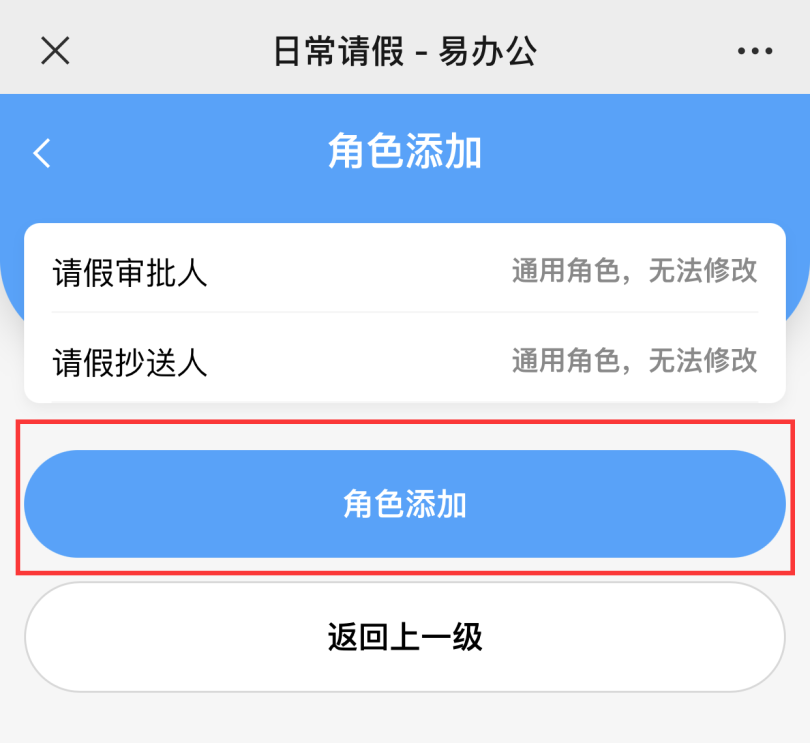 日常请假 - 易办公
角色添加
请假审批人 通用角色，无法修改
请假抄送人 通用角色，无法修改
角色添加
返回上一级